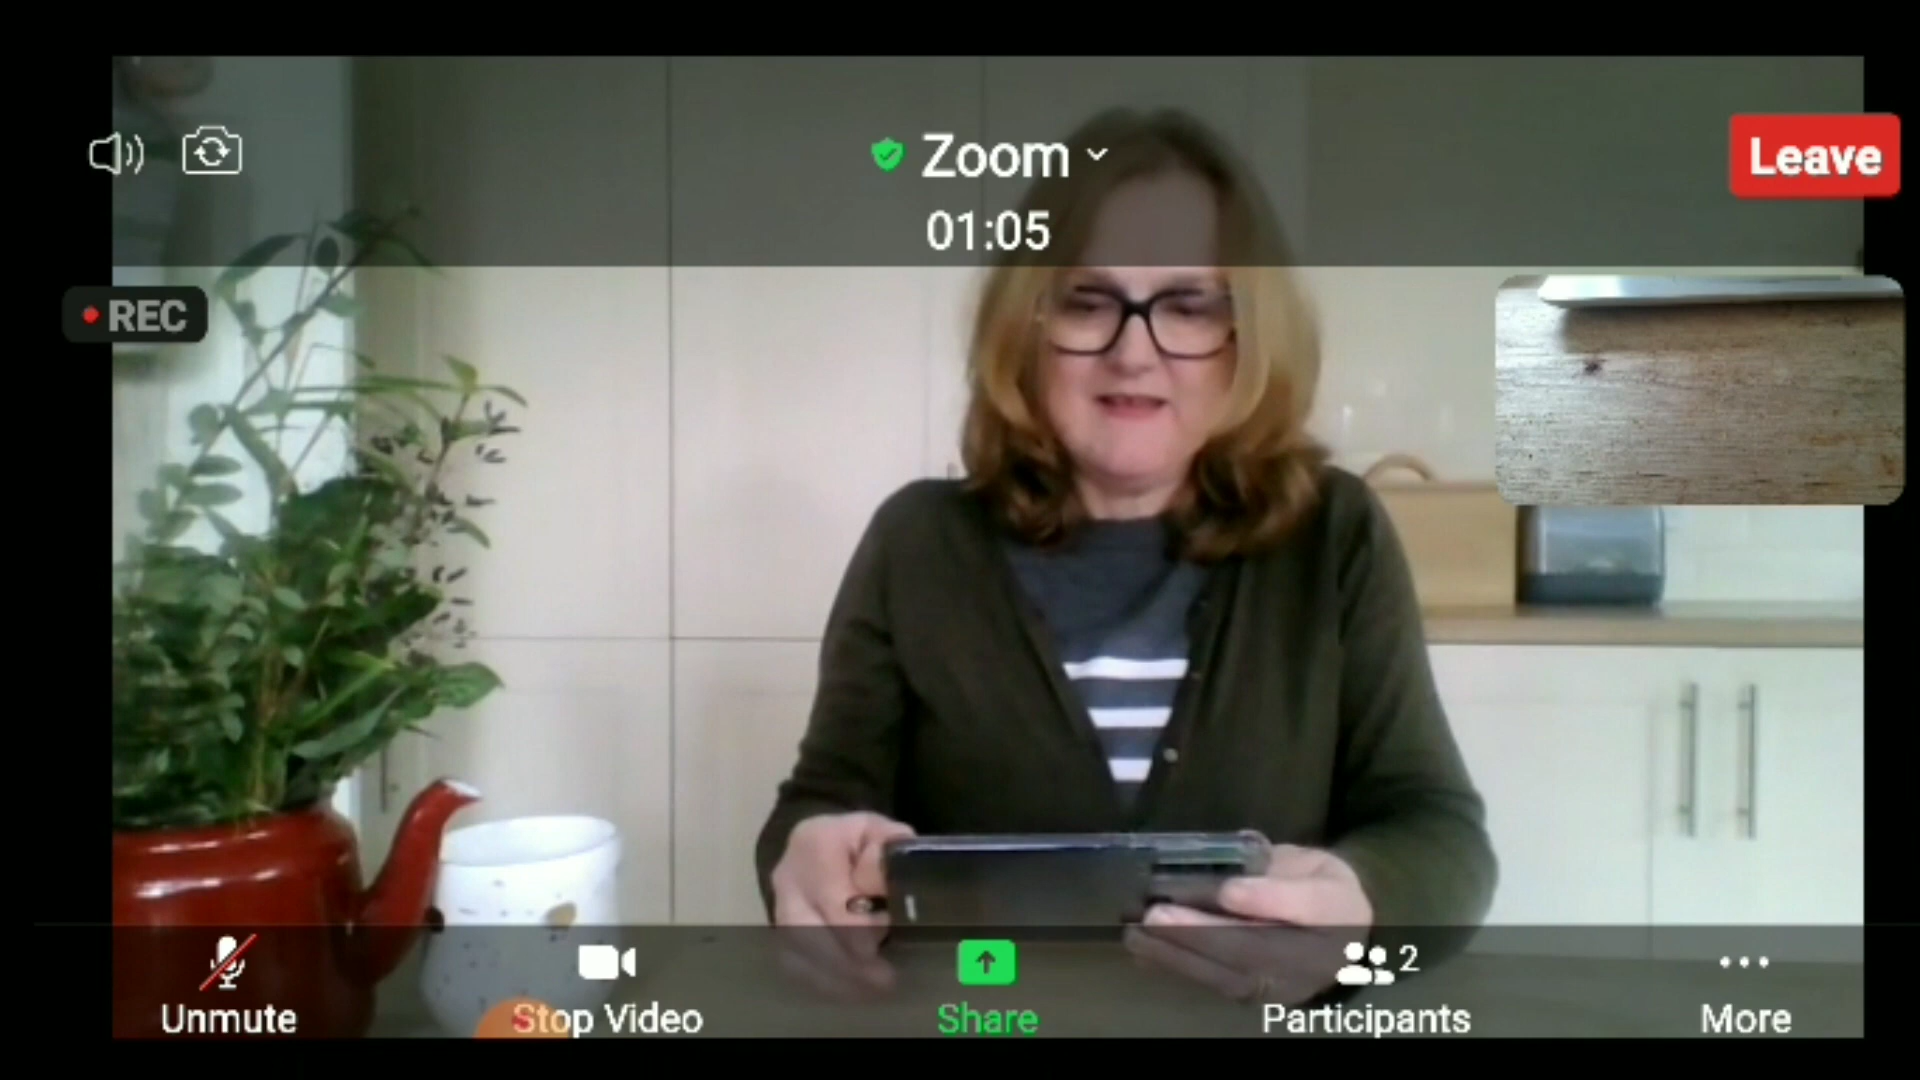 Zoom
Leave
01:05
REC
2
Unmute
Stop Video
Share
Participants
More